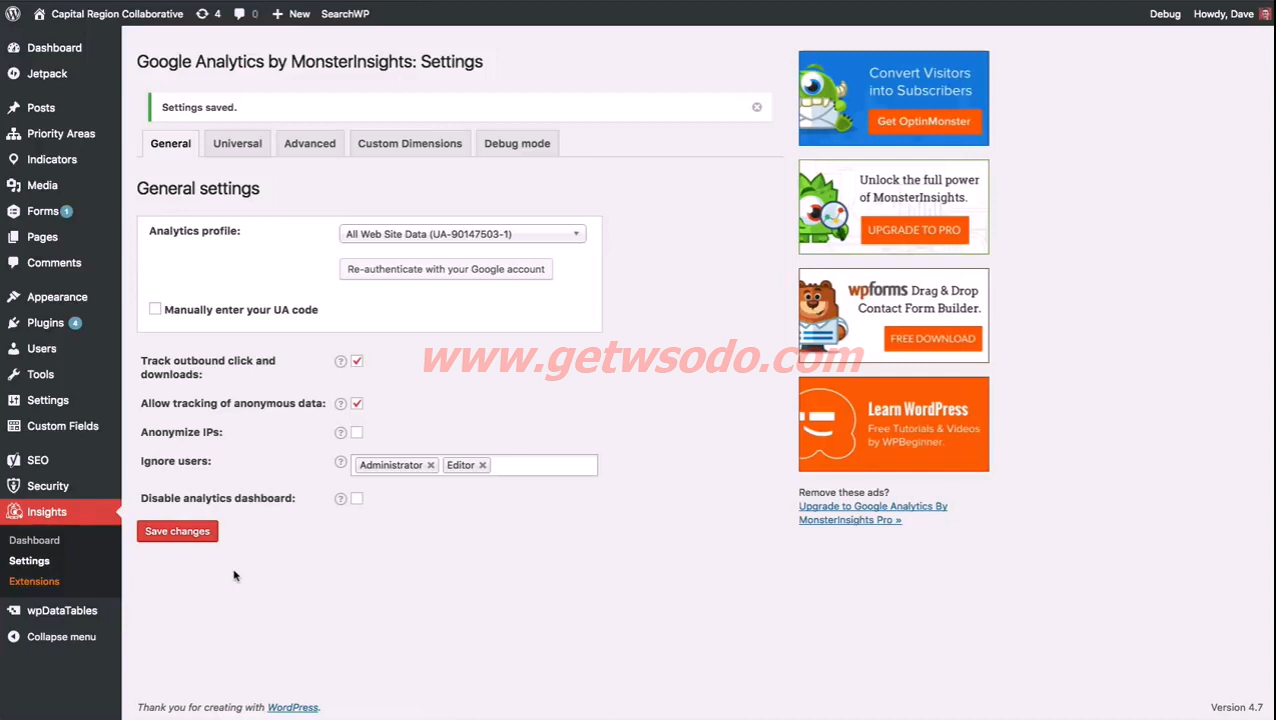 Capital Region Collaborative
4
0
New
SearchWP
Debug
Howdy, Dave
Dashboard
Jetpack
Posts
Priority Areas
Indicators
Media
Forms 1
Pages
Comments
Appearance
Plugins 4
Users
Tools
Settings
Custom Fields
SEO
Security
Insights
Dashboard
Settings
Extensions
wpDataTables
Collapse menu
Google Analytics by MonsterInsights: Settings
Settings saved.
General
Universal
Advanced
Custom Dimensions
Debug mode
General settings
Analytics profile:
All Web Site Data (UA-90147503-1)
Re-authenticate with your Google account
Manually enter your UA code
Track outbound click and
downloads:
?
Allow tracking of anonymous data:
?
Anonymize IPs:
?
Ignore users:
?
Administrator ×
Editor ×
Disable analytics dashboard:
?
Save changes
www.getwsodo.com
Convert Visitors
into Subscribers
Get OptinMonster
Unlock the full power
of MonsterInsights.
UPGRADE TO PRO
wpforms Drag & Drop
Contact Form Builder.
FREE DOWNLOAD
Learn WordPress
Free Tutorials & Videos
by WPBeginner.
Remove these ads?
Upgrade to Google Analytics By
MonsterInsights Pro »
Thank you for creating with WordPress.
Version 4.7